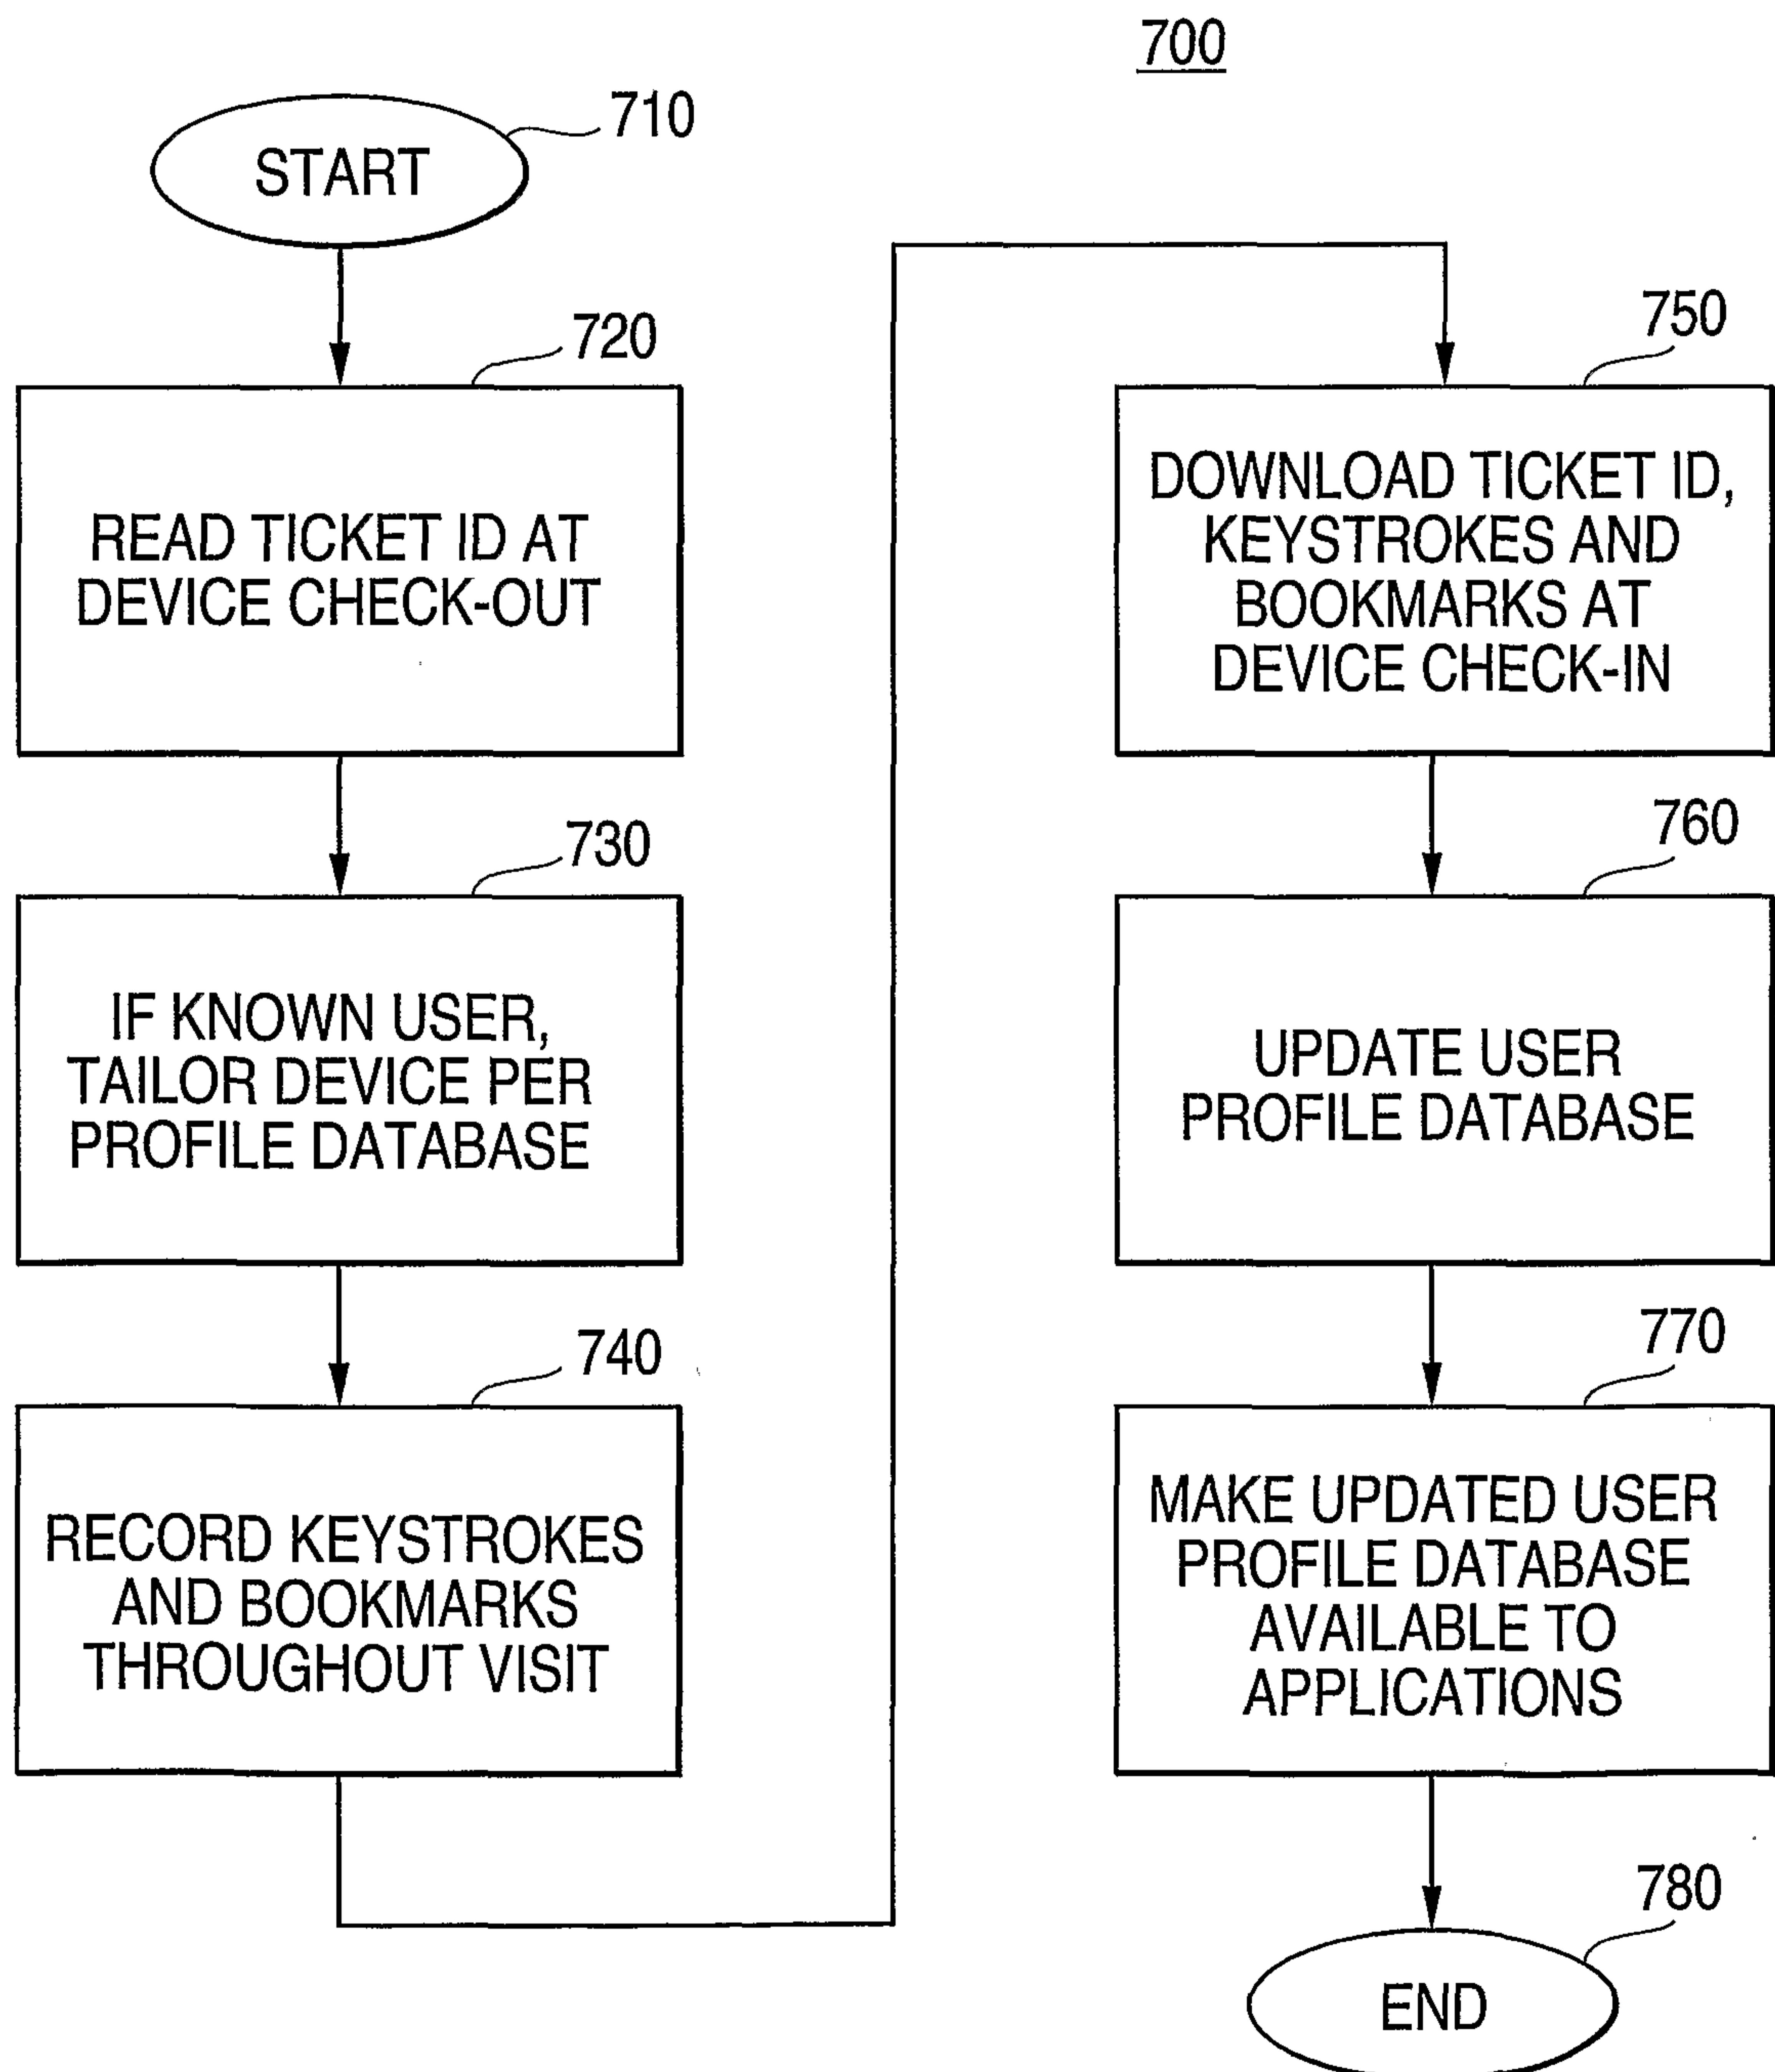 700
710
START
720
READ TICKET ID AT
DEVICE CHECK-OUT
730
IF KNOWN USER,
TAILOR DEVICE PER
PROFILE DATABASE
740
RECORD KEYSTROKES
AND BOOKMARKS
THROUGHOUT VISIT
750
DOWNLOAD TICKET ID,
KEYSTROKES AND
BOOKMARKS AT
DEVICE CHECK-IN
760
UPDATE USER
PROFILE DATABASE
770
MAKE UPDATED USER
PROFILE DATABASE
AVAILABLE TO
APPLICATIONS
780
END